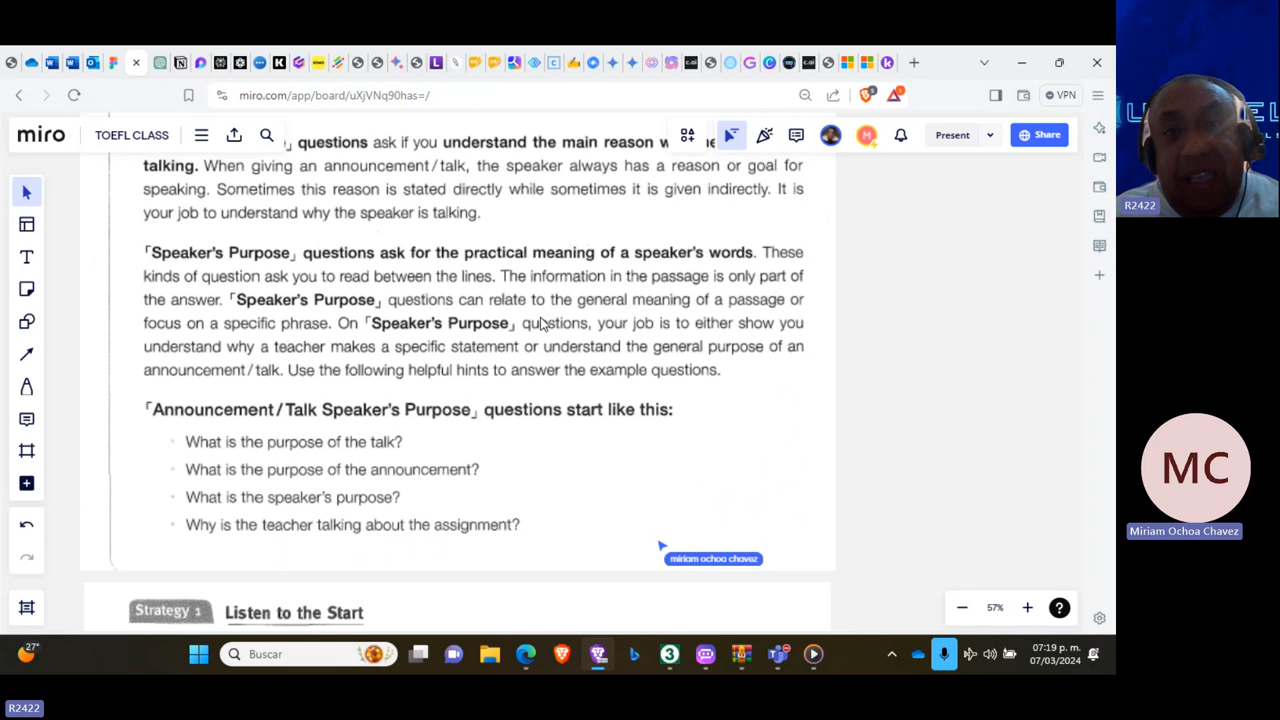 miro.com/app/board/uXjVNq90has=/
VPN
miro
TOEFL CLASS
Present
Share
questions ask if you understand the main reason
talking. When giving an announcement/talk, the speaker always has a reason or goal for
speaking. Sometimes this reason is stated directly while sometimes it is given indirectly. It is
your job to understand why the speaker is talking.
「Speaker's Purpose」 questions ask for the practical meaning of a speaker's words. These
kinds of question ask you to read between the lines. The information in the passage is only part of
the answer. 「Speaker's Purpose」 questions can relate to the general meaning of a passage or
focus on a specific phrase. On 「Speaker's Purpose」 questions, your job is to either show you
understand why a teacher makes a specific statement or understand the general purpose of an
announcement/talk. Use the following helpful hints to answer the example questions.
「Announcement/Talk Speaker's Purpose」 questions start like this:
• What is the purpose of the talk?
• What is the purpose of the announcement?
• What is the speaker's purpose?
• Why is the teacher talking about the assignment?
miriam ochoa chavez
Strategy 1 Listen to the Start
57%
R2422
MC
Miriam Ochoa Chavez
27°
Buscar
07:19 p. m.
07/03/2024
R2422